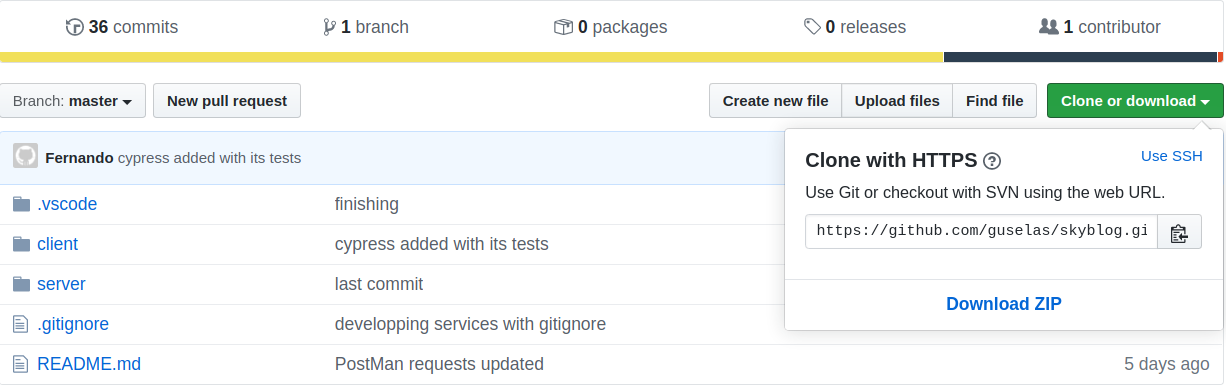 36 commits 1 branch 0 packages 0 releases 1 contributor
Branch: master New pull request Create new file Upload files Find file Clone or download
Fernando cypress added with its tests
Clone with HTTPS ? Use SSH
Use Git or checkout with SVN using the web URL.
https://github.com/guselas/skyblog.gi
Download ZIP
.vscode finishing
client cypress added with its tests
server last commit
.gitignore developping services with gitignore
README.md PostMan requests updated 5 days ago